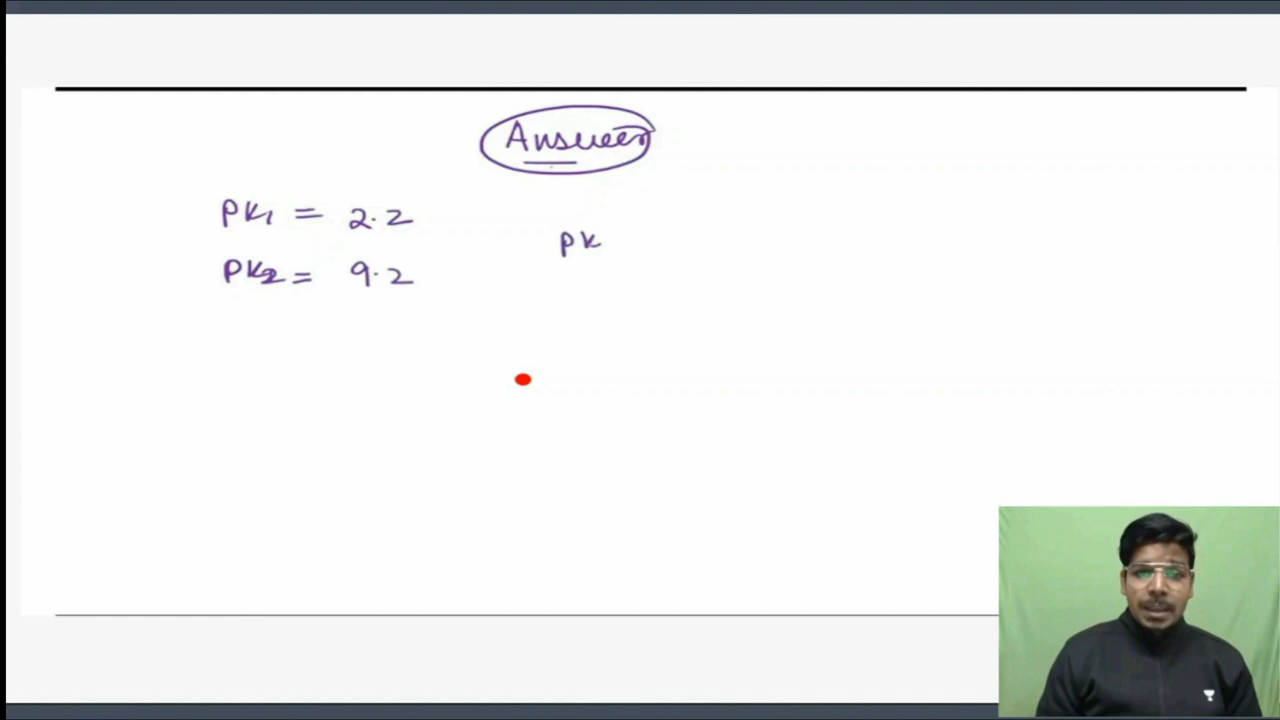 Answer
PK1 = 2.2
PK
PK2 = 9.2